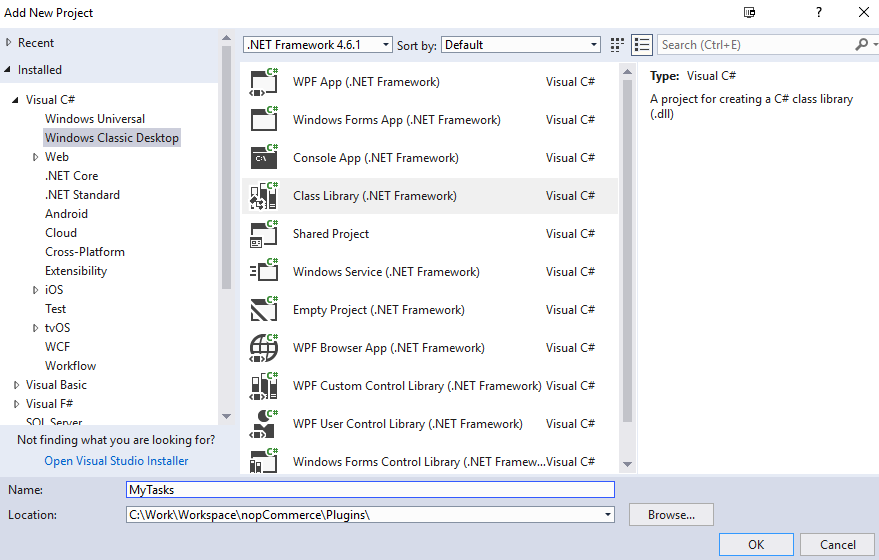 Add New Project
?
Recent
Installed
Visual C#
Windows Universal
Windows Classic Desktop
Web
.NET Core
.NET Standard
Android
Cloud
Cross-Platform
Extensibility
iOS
Test
tvOS
WCF
Workflow
Visual Basic
Visual F#
SQL Server
Not finding what you are looking for?
Open Visual Studio Installer
.NET Framework 4.6.1 Sort by: Default
Search (Ctrl+E)
C# WPF App (.NET Framework) Visual C#
C# Windows Forms App (.NET Framework) Visual C#
C# C:\ Console App (.NET Framework) Visual C#
C# Class Library (.NET Framework) Visual C#
C# Shared Project Visual C#
C# Windows Service (.NET Framework) Visual C#
C# Empty Project (.NET Framework) Visual C#
C# WPF Browser App (.NET Framework) Visual C#
C# WPF Custom Control Library (.NET Framework) Visual C#
C# WPF User Control Library (.NET Framework) Visual C#
C# Windows Forms Control Library (.NET Framew... Visual C#
Type: Visual C#
A project for creating a C# class library
(.dll)
Name: MyTasks
Location: C:\Work\Workspace\nopCommerce\Plugins\
Browse...
OK Cancel